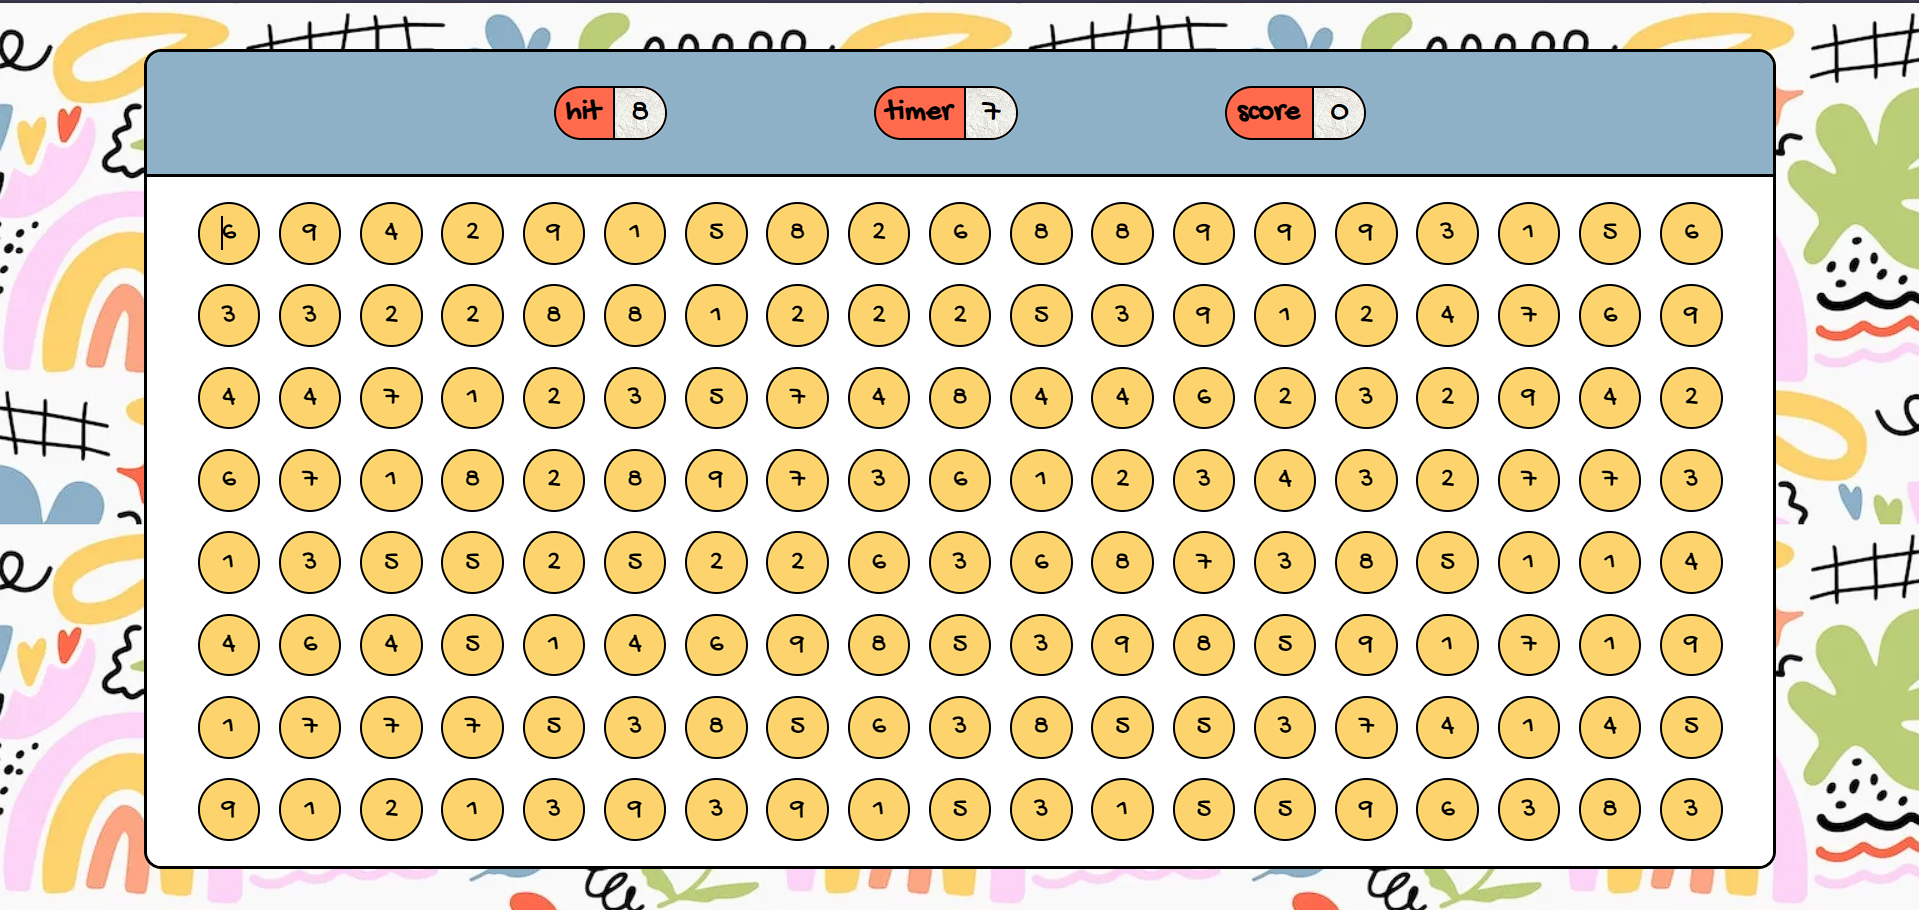 hit 8 timer 7 score 0
6 9 4 2 9 1 5 8 2 6 8 8 9 9 9 3 1 5 6
3 3 2 2 8 8 1 2 2 2 5 3 9 1 2 4 7 6 9
4 4 7 1 2 3 5 7 4 8 4 4 6 2 3 2 9 4 2
6 7 1 8 2 8 9 7 3 6 1 2 3 4 3 2 7 7 3
1 3 5 5 2 5 2 2 6 3 6 8 7 3 8 5 1 1 4
4 6 4 5 1 4 6 9 8 5 3 9 8 5 9 1 7 1 9
1 7 7 7 5 3 8 5 6 3 8 5 5 3 7 4 1 4 5
9 1 2 1 3 9 3 9 1 5 3 1 5 5 9 6 3 8 3